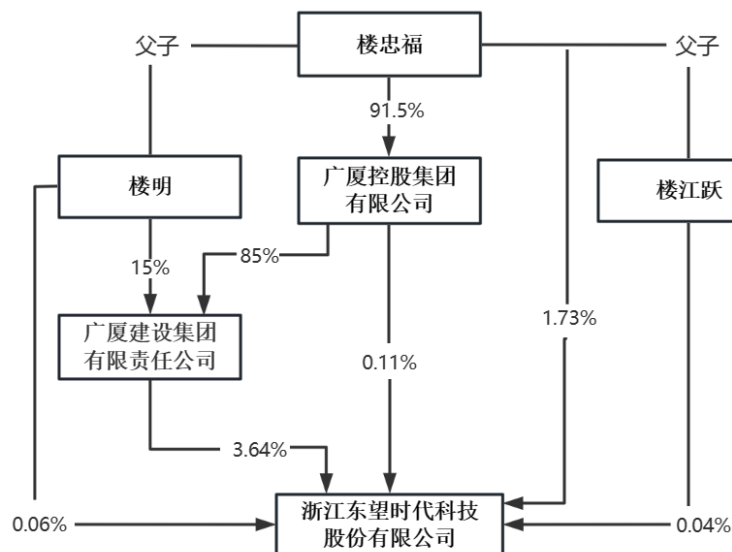 父子
楼忠福
父子
91.5%
楼明
广厦控股集团
有限公司
楼江跃
15%
85%
广厦建设集团
有限责任公司
1.73%
0.11%
3.64%
浙江东望时代科技
股份有限公司
0.06%
0.04%